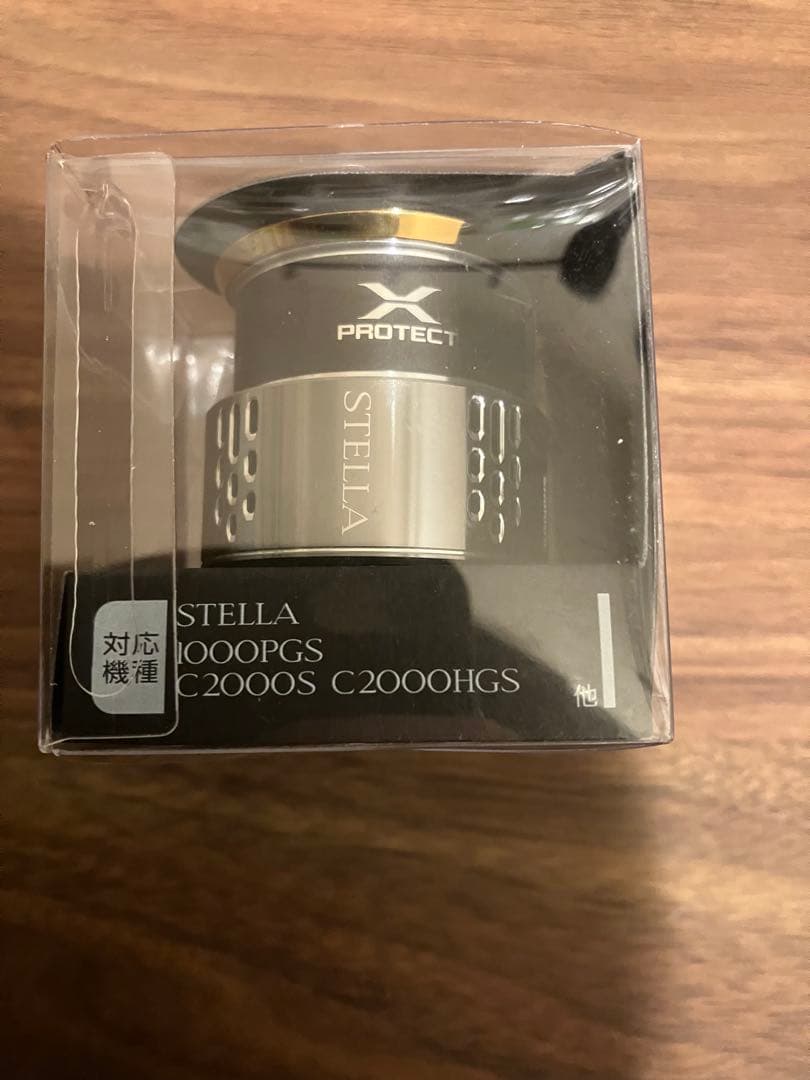 X
PROTECT
STELLA
対応
機種
STELLA
1000PGS
C2000S C2000HGS
他